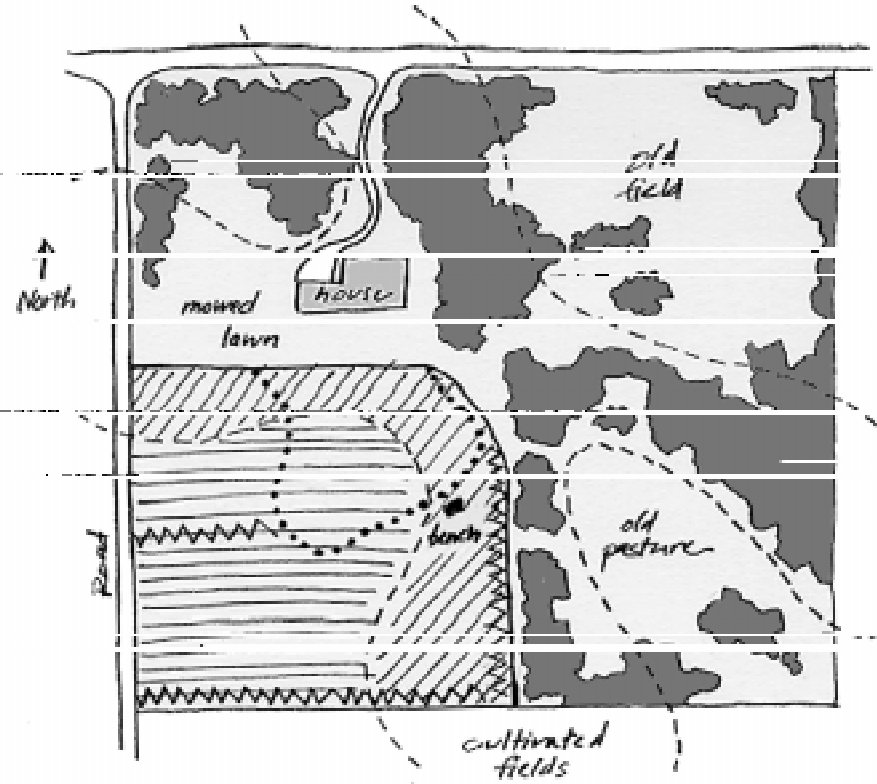 old
field
North
house
mowed
lawn
Road
bench
old
pasture
cultivated
fields